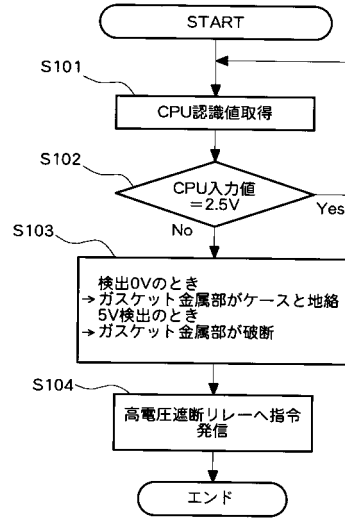 START
S101
CPU認識値取得
S102
CPU入力値
=2.5V
Yes
No
S103
検出0Vのとき
→ガスケット金属部がケースと地絡
5V検出のとき
→ガスケット金属部が破断
S104
高電圧遮断リレーへ指令
発信
エンド